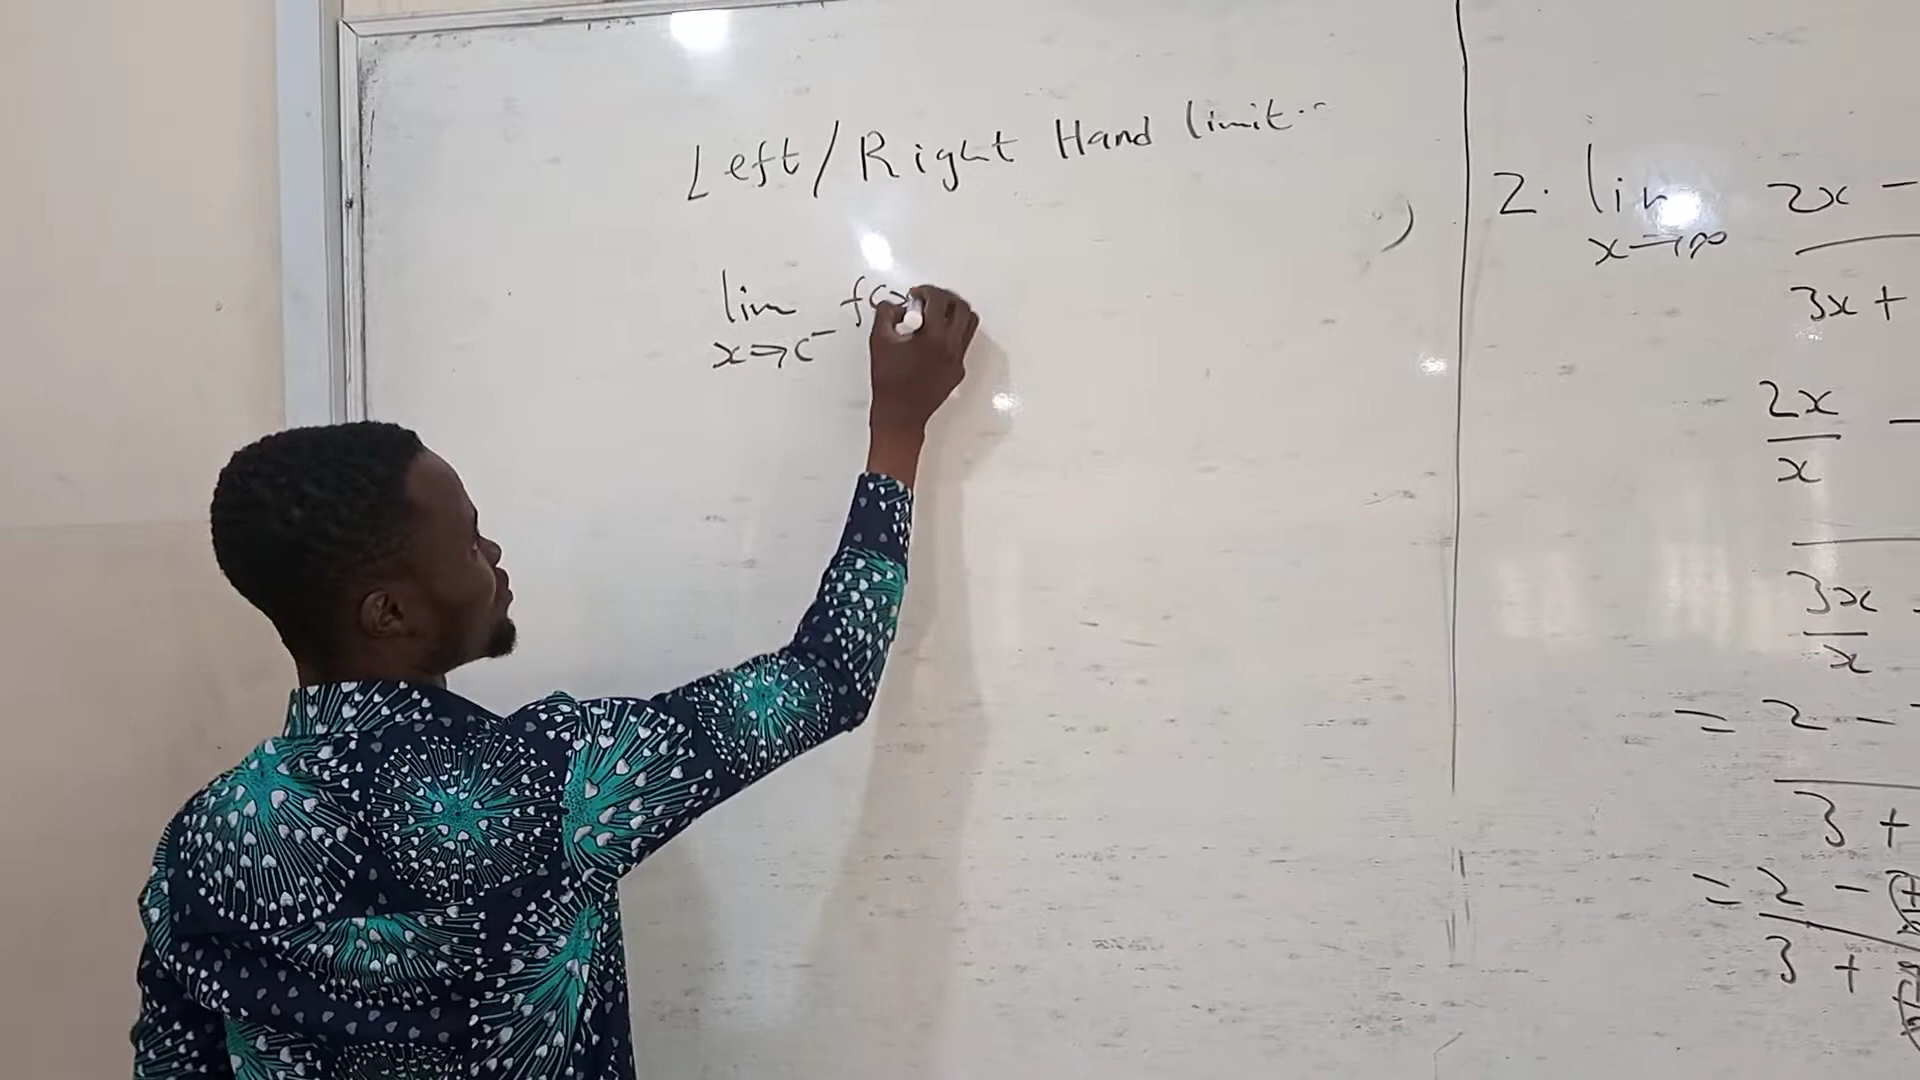 Left/Right Hand limit..
lim f(x
x→c⁻
)
2. lim 2x −
x→∞
3x +
2x −
x
3x
x
= 2 −
3 +
= 2 −
3 +